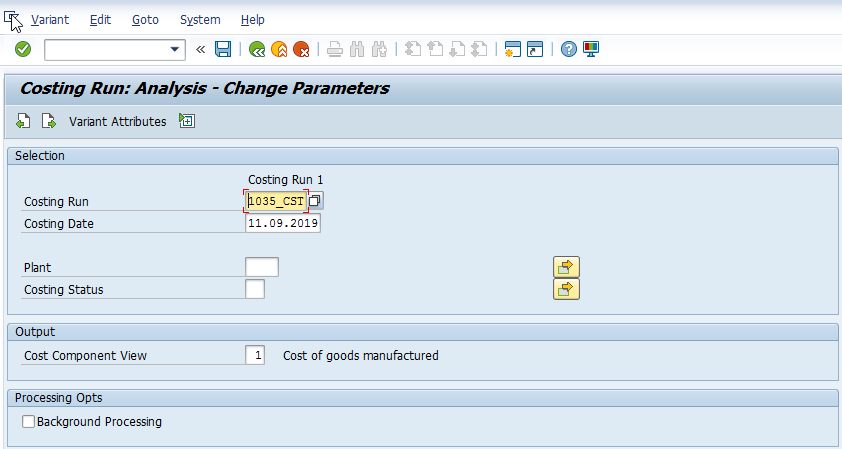 Variant Edit Goto System Help
Costing Run: Analysis - Change Parameters
Variant Attributes
Selection
Costing Run 1
Costing Run 1035_CST
Costing Date 11.09.2019
Plant
Costing Status
Output
Cost Component View 1 Cost of goods manufactured
Processing Opts
Background Processing